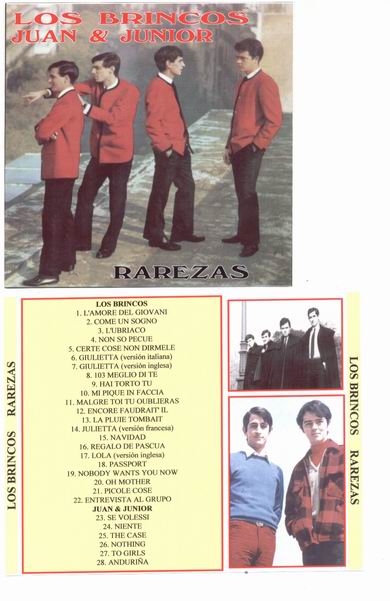 LOS BRINCOS
JUAN & JUNIOR
RAREZAS
LOS BRINCOS RAREZAS
LOS BRINCOS
1. L'AMORE DEL GIOVANI
2. COME UN SOGNO
3. L'UBRIACO
4. NON SO PECUE
5. CERTE COSE NON DIRMELE
6. GIULIETTA (versión italiana)
7. GIULIETTA (versión inglesa)
8. 103 MEGLIO DI TE
9. HAI TORTO TU
10. MI PIQUE IN FACCIA
11. MALGRE TOI TU OUBLIERAS
12. ENCORE FAUDRAIT' IL
13. LA PLUIE TOMBAIT
14. JULIETTA (versión francesa)
15. NAVIDAD
16. REGALO DE PASCUA
17. LOLA (versión inglesa)
18. PASSPORT
19. NOBODY WANTS YOU NOW
20. OH MOTHER
21. PICOLE COSE
22. ENTREVISTA AL GRUPO
JUAN & JUNIOR
23. SE VOLESSI
24. NIENTE
25. THE CASE
26. NOTHING
27. TO GIRLS
28. ANDURIÑA
LOS BRINCOS RAREZAS